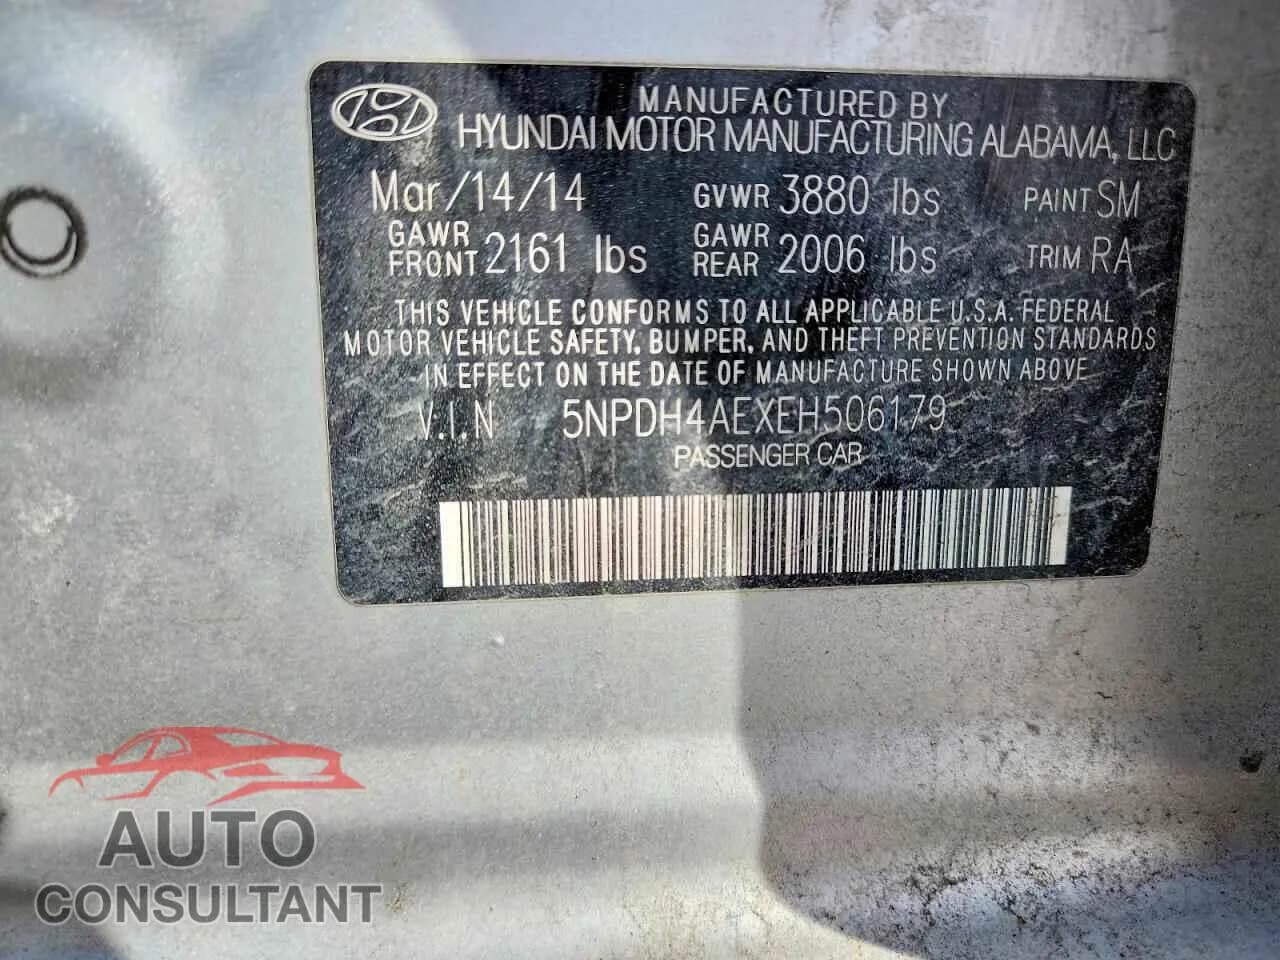 MANUFACTURED BY
HYUNDAI MOTOR MANUFACTURING ALABAMA, LLC
Mar/14/14 GVWR 3880 lbs PAINT SM
GAWR FRONT 2161 lbs GAWR REAR 2006 lbs TRIM RA
THIS VEHICLE CONFORMS TO ALL APPLICABLE U.S.A. FEDERAL
MOTOR VEHICLE SAFETY, BUMPER, AND THEFT PREVENTION STANDARDS
IN EFFECT ON THE DATE OF MANUFACTURE SHOWN ABOVE
V.I.N 5NPDH4AEXEH506179
PASSENGER CAR
AUTO
CONSULTANT